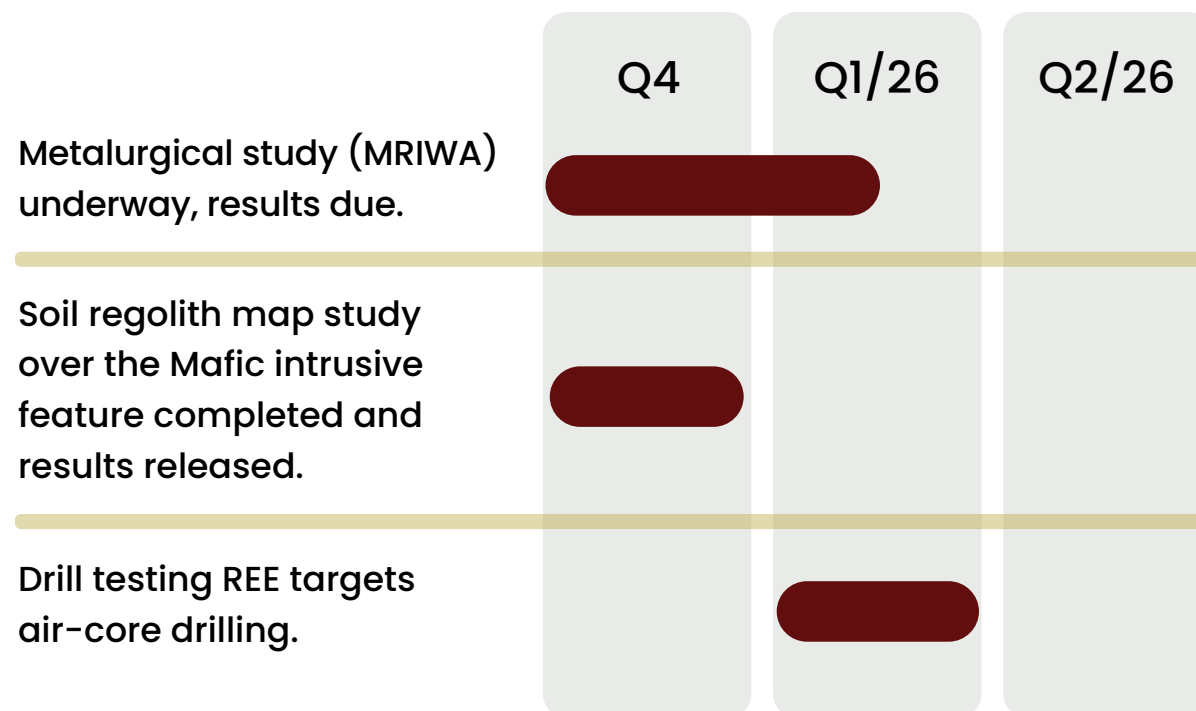 Q4 Q1/26 Q2/26
Metalurgical study (MRIWA)
underway, results due.
Soil regolith map study
over the Mafic intrusive
feature completed and
results released.
Drill testing REE targets
air-core drilling.